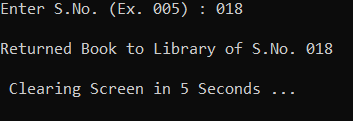 Enter S.No. (Ex. 005) : 018
Returned Book to Library of S.No. 018
Clearing Screen in 5 Seconds ...